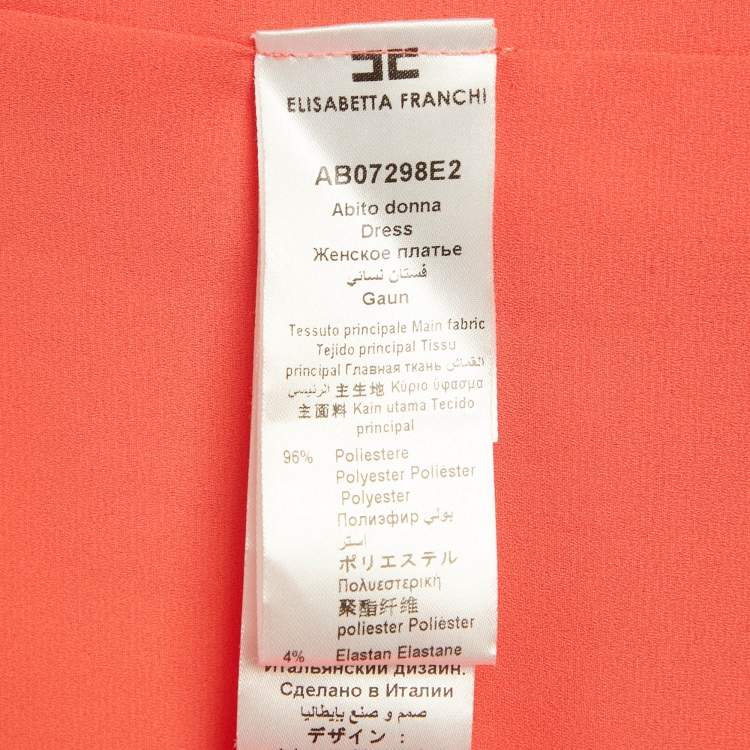 ELISABETTA FRANCHI
AB07298E2
Abito donna
Dress
Женское платье
فستان نسائي
Gaun
Tessuto principale Main fabric
Tejido principal Tissu
principal Главная ткань القماش
الرئيسي 主生地 Κύριο ύφασμα
主面料 Kain utama Tecido
principal
96% Poliestere
Polyester Poliéster
Polyester
Полиэфир بولي
استر
ポリエステル
Πολυεστερική
聚酯纤维
poliester Poliéster
4% Elastan Elastane
Итальянский дизайн.
Сделано в Италии
صمم و صنع بإيطاليا
デザイン :